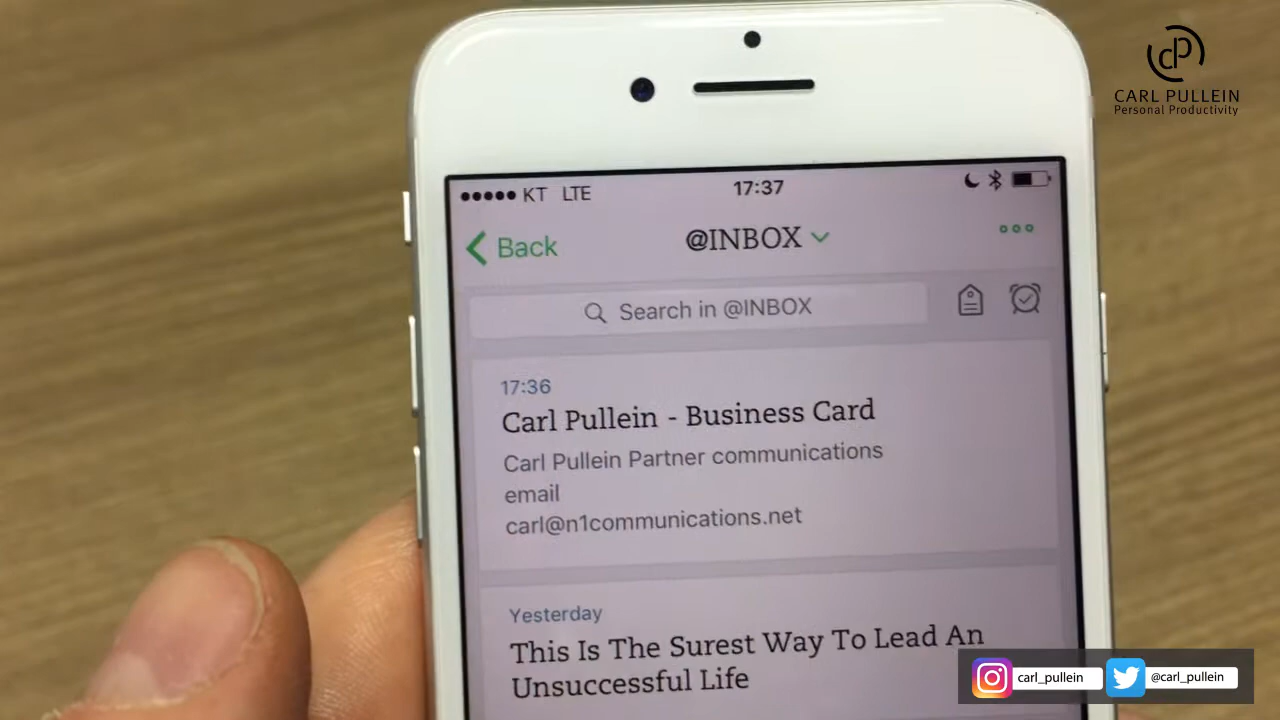 CARL PULLEIN
Personal Productivity
KT LTE 17:37
Back @INBOX
Search in @INBOX
17:36
Carl Pullein - Business Card
Carl Pullein Partner communications
email
carl@n1communications.net
Yesterday
This Is The Surest Way To Lead An
Unsuccessful Life
carl_pullein @carl_pullein